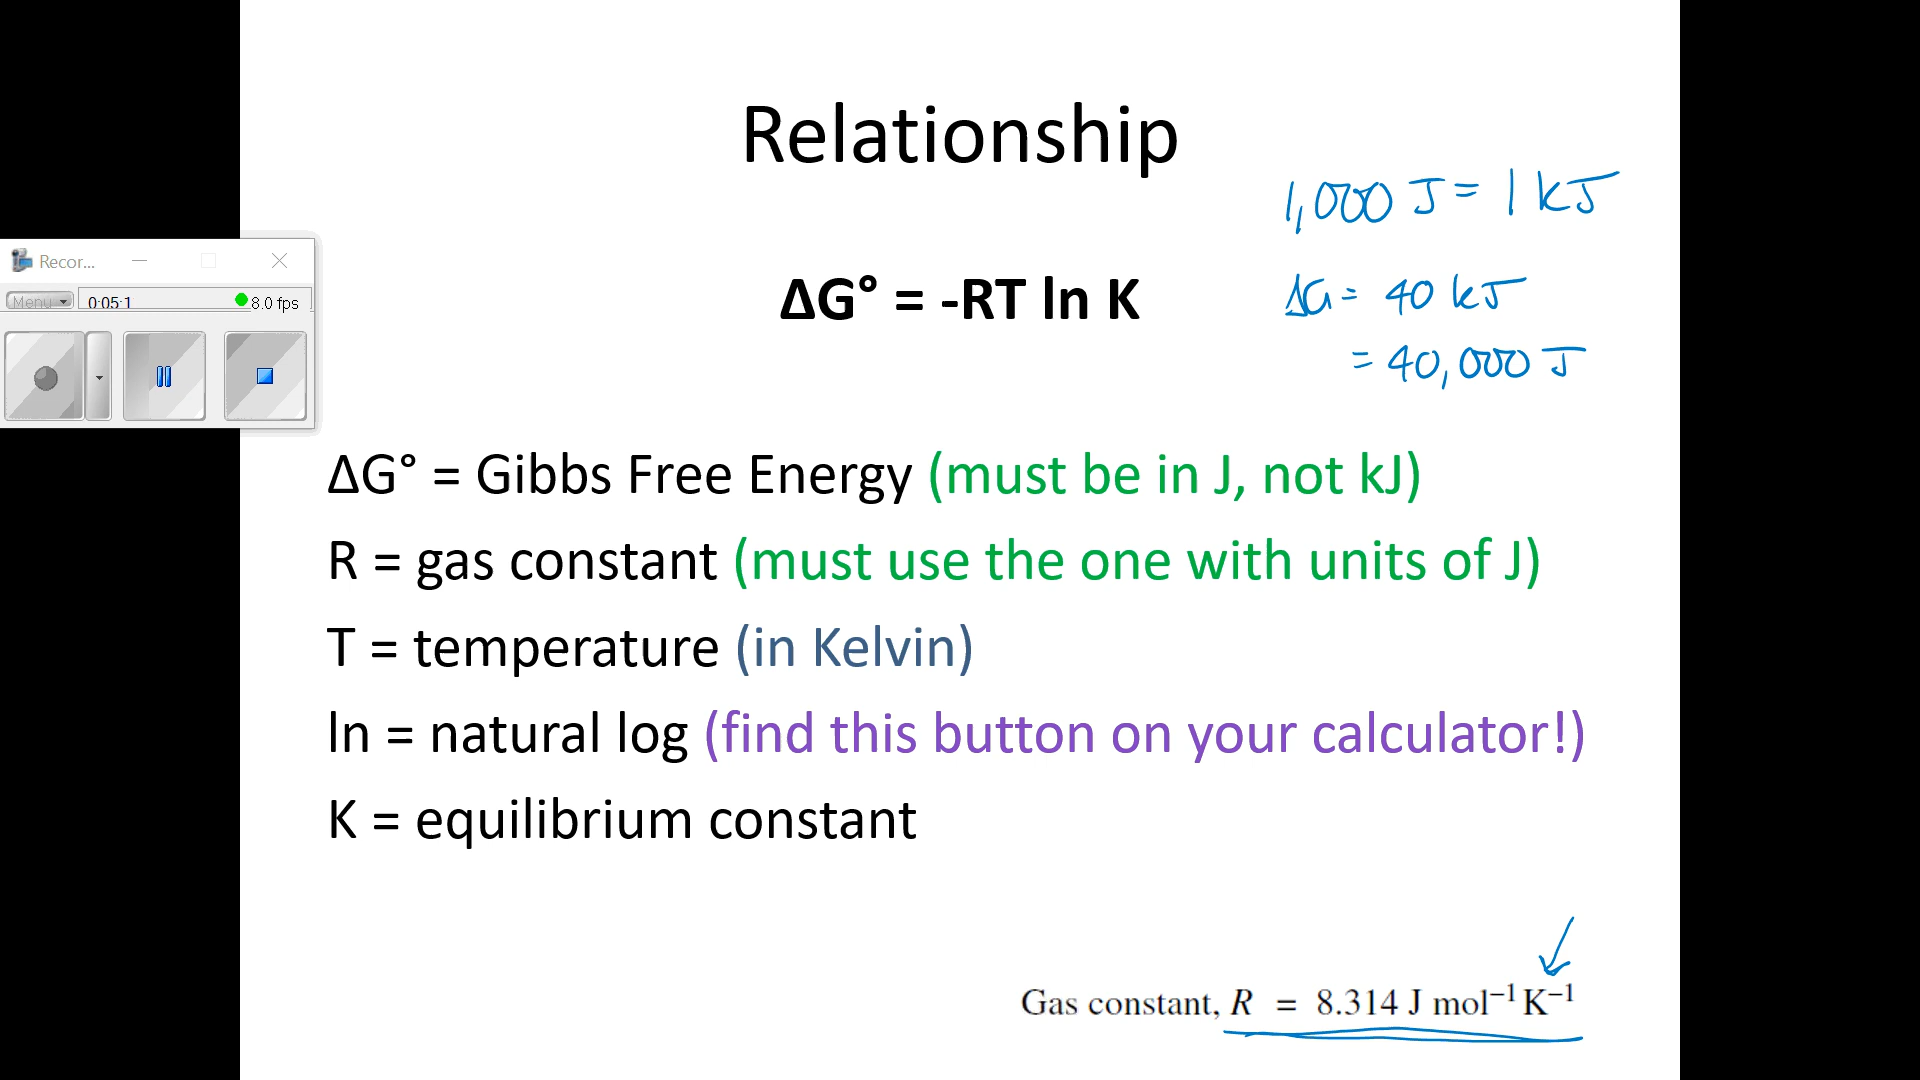 Relationship
1,000 J = 1 kJ
ΔG° = -RT ln K
ΔG = 40 kJ
= 40,000 J
Recor...
Menu
0:05:1
8.0 fps
ΔG° = Gibbs Free Energy (must be in J, not kJ)
R = gas constant (must use the one with units of J)
T = temperature (in Kelvin)
ln = natural log (find this button on your calculator!)
K = equilibrium constant
Gas constant, R = 8.314 J mol⁻¹ K⁻¹